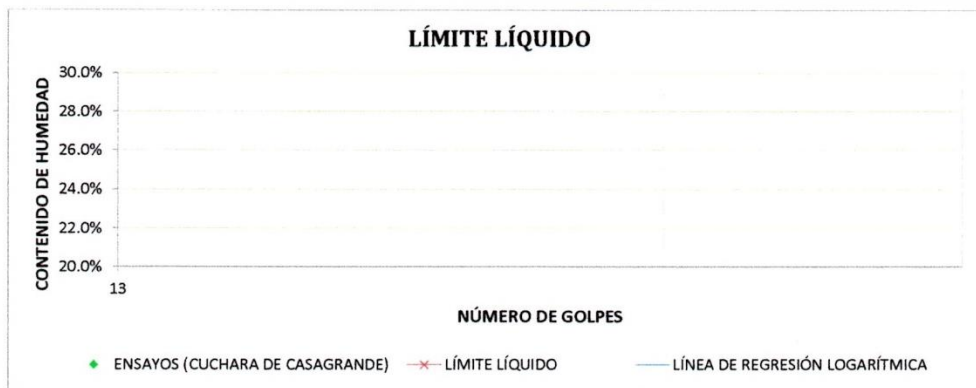 LÍMITE LÍQUIDO
CONTENIDO DE HUMEDAD
30.0%
28.0%
26.0%
24.0%
22.0%
20.0%
13
NÚMERO DE GOLPES
ENSAYOS (CUCHARA DE CASAGRANDE) LÍMITE LÍQUIDO LÍNEA DE REGRESIÓN LOGARÍTMICA